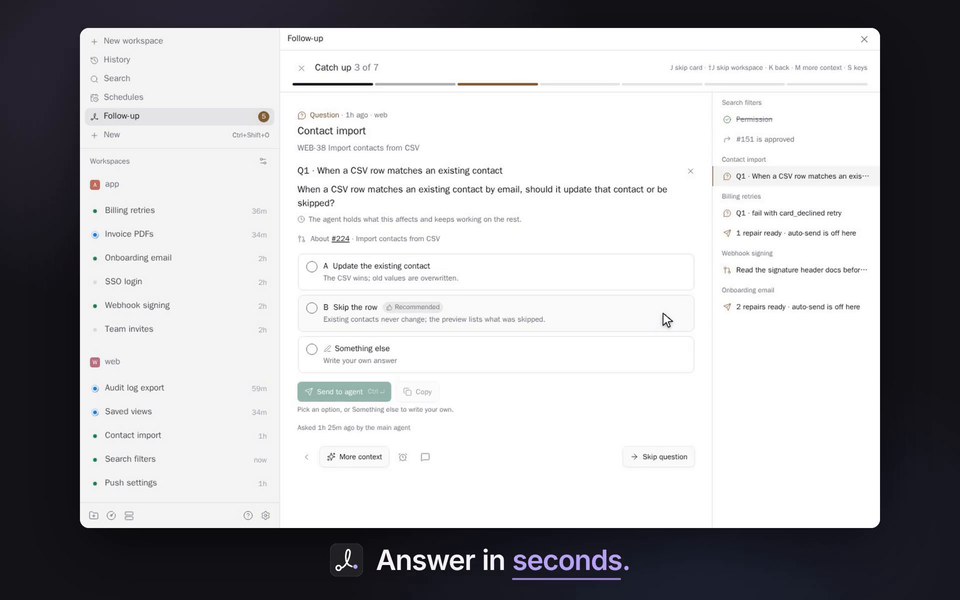 New workspace
History
Search
Schedules
Follow-up 5
New Ctrl+Shift+O
Workspaces
A app
Billing retries 36m
Invoice PDFs 34m
Onboarding email 2h
SSO login 2h
Webhook signing 2h
Team invites 2h
W web
Audit log export 59m
Saved views 34m
Contact import 1h
Search filters now
Push settings 1h
Follow-up
Catch up 3 of 7
J skip card · ⇧J skip workspace · K back · M more context · S keys
Question · 1h ago · web
Contact import
WEB-38 Import contacts from CSV
Q1 · When a CSV row matches an existing contact
When a CSV row matches an existing contact by email, should it update that contact or be
skipped?
The agent holds what this affects and keeps working on the rest.
About #224 · Import contacts from CSV
A Update the existing contact
The CSV wins; old values are overwritten.
B Skip the row Recommended
Existing contacts never change; the preview lists what was skipped.
Something else
Write your own answer
Send to agent Ctrl ⏎ Copy
Pick an option, or Something else to write your own.
Asked 1h 25m ago by the main agent
More context
Skip question
Search filters
Permission
#151 is approved
Contact import
Q1 · When a CSV row matches an exis···
Billing retries
Q1 · fail with card_declined retry
1 repair ready · auto-send is off here
Webhook signing
Read the signature header docs befor···
Onboarding email
2 repairs ready · auto-send is off here
Answer in seconds.